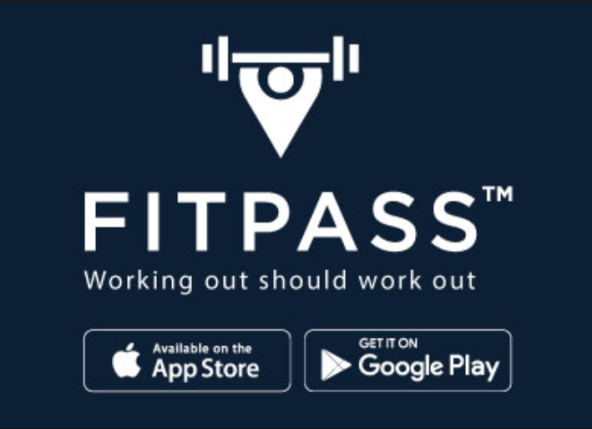 FITPASS™
Working out should work out
Available on the
App Store
GET IT ON
Google Play